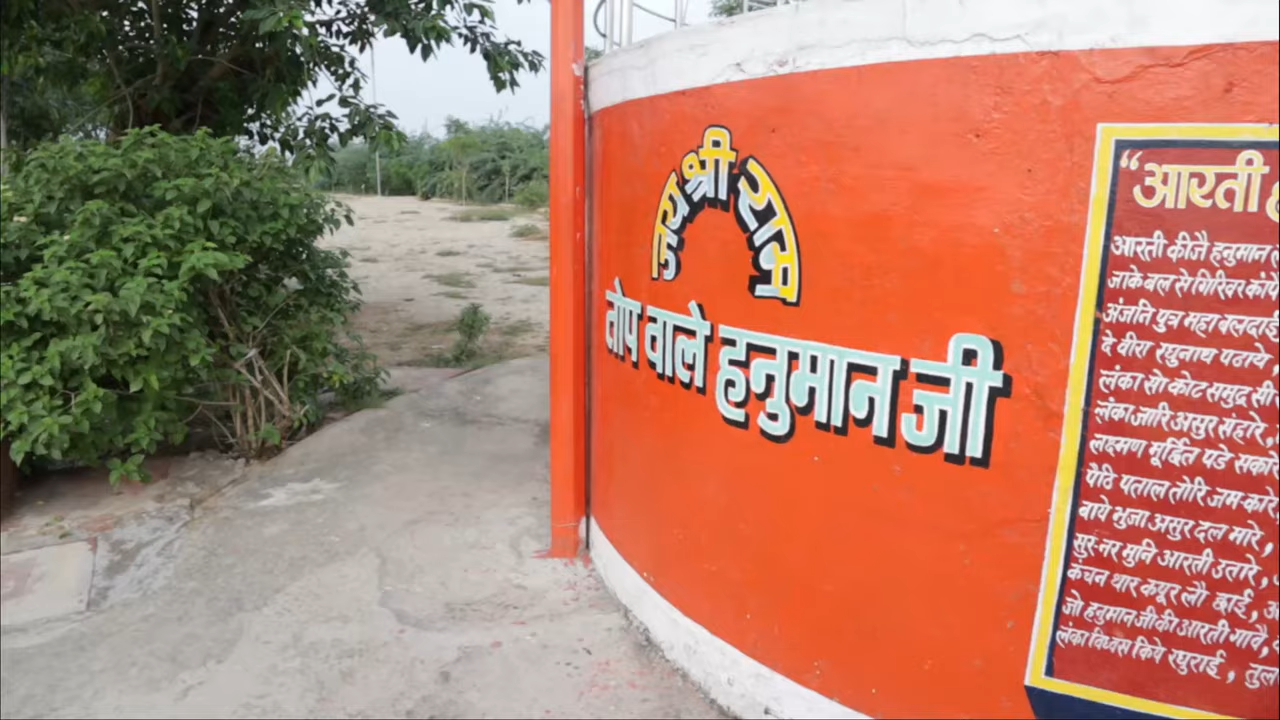 जय श्री राम
तोप वाले हनुमान जी
“आरती
आरती कीजै हनुमान
जाके बल से गिरिवर कांपे
अंजनि पुत्र महा बलदाई
दे वीरा रघुनाथ पठाये,
लंका सो कोट समुद्र सी
लंका जारि असुर संहारे,
लक्ष्मण मूर्छित पडे सकारे
पैठि पताल तोरि जम-कारे
बाये भुजा असुर दल मारे,
सुर-नर मुनि आरती उतारे,
कंचन थार कपूर लौ छाई,
जो हनुमान जी की आरती गावै,
लंका विध्वंस किये रघुराई,